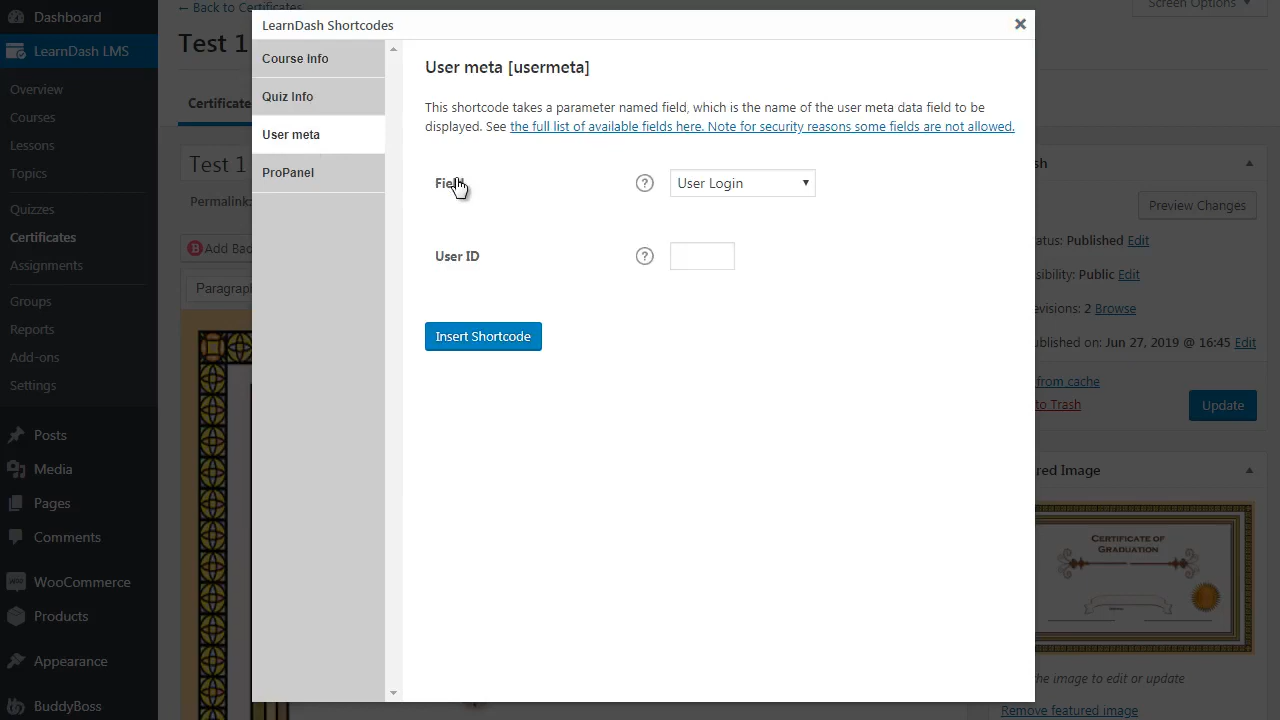 Dashboard
LearnDash LMS
Overview
Courses
Lessons
Topics
Quizzes
Certificates
Assignments
Groups
Reports
Add-ons
Settings
Posts
Media
Pages
Comments
WooCommerce
Products
Appearance
BuddyBoss
← Back to Certificates
Test 1
Certificate
Test 1
Permalink:
Add Bac
Paragraph
LearnDash Shortcodes
Course Info
Quiz Info
User meta
ProPanel
User meta [usermeta]
This shortcode takes a parameter named field, which is the name of the user meta data field to be
displayed. See the full list of available fields here. Note for security reasons some fields are not allowed.
Field
User Login
User ID
Insert Shortcode
Screen Options
sh
Preview Changes
atus: Published Edit
sibility: Public Edit
evisions: 2 Browse
ublished on: Jun 27, 2019 @ 16:45 Edit
from cache
to Trash
Update
red Image
CERTIFICATE OF
GRADUATION
he image to edit or update
Remove featured image